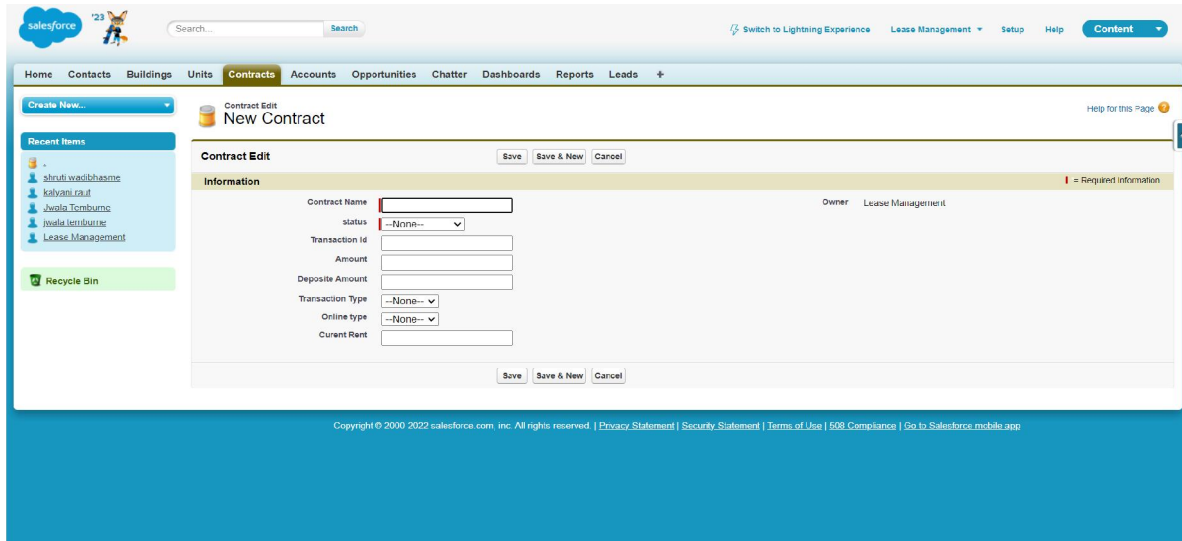 salesforce '23 Search... Search Switch to Lightning Experience Lease Management Setup Help Content
Home Contacts Buildings Units Contracts Accounts Opportunities Chatter Dashboards Reports Leads +
Create New...
Recent Items
.
shruti wadibhasme
kalyani raut
Jwala Temburne
jwala temburne
Lease Management
Recycle Bin
Contract Edit
New Contract
Help for this Page
Contract Edit Save Save & New Cancel
Information = Required Information
Contract Name Owner Lease Management
status --None--
Transaction Id
Amount
Deposite Amount
Transaction Type --None--
Online type --None--
Curent Rent
Save Save & New Cancel
Copyright © 2000 2022 salesforce.com, inc. All rights reserved. | Privacy Statement | Security Statement | Terms of Use | 508 Compliance | Go to Salesforce mobile app